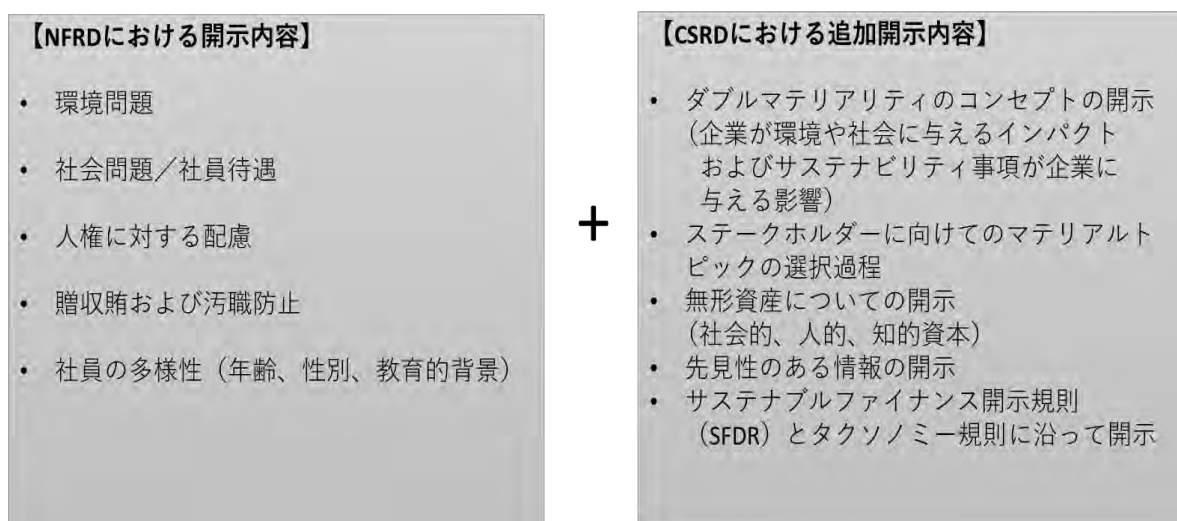 【NFRDにおける開示内容】
• 環境問題
• 社会問題／社員待遇
• 人権に対する配慮
• 贈収賄および汚職防止
• 社員の多様性（年齢、性別、教育的背景）
+
【CSRDにおける追加開示内容】
• ダブルマテリアリティのコンセプトの開示
（企業が環境や社会に与えるインパクト
およびサステナビリティ事項が企業に
与える影響）
• ステークホルダーに向けてのマテリアルト
ピックの選択過程
• 無形資産についての開示
（社会的、人的、知的資本）
• 先見性のある情報の開示
• サステナブルファイナンス開示規則
（SFDR）とタクソノミー規則に沿って開示